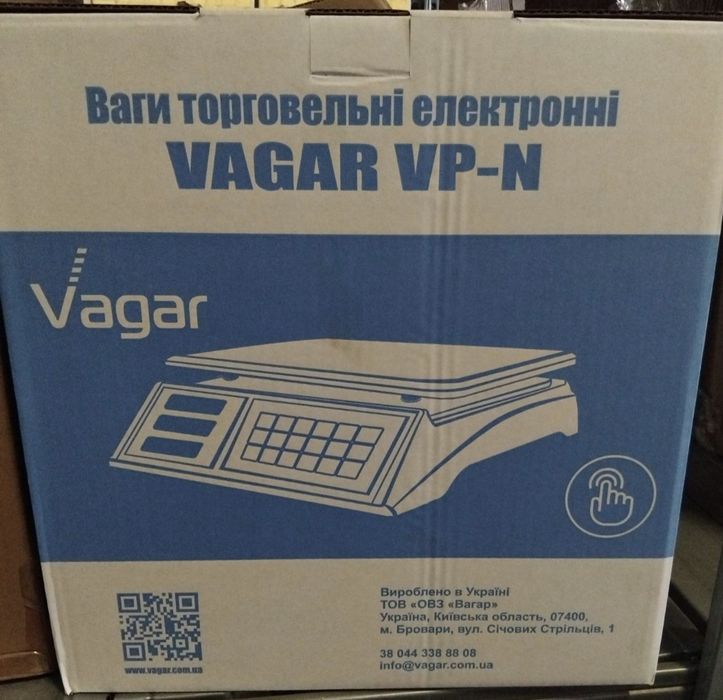 Ваги торговельні електронні
VAGAR VP-N
Vagar
Вироблено в Україні
ТОВ «ОВЗ «Вагар»
Україна, Київська область, 07400,
м. Бровари, вул. Січових Стрільців, 1
38 044 338 88 08
info@vagar.com.ua
www.vagar.com.ua